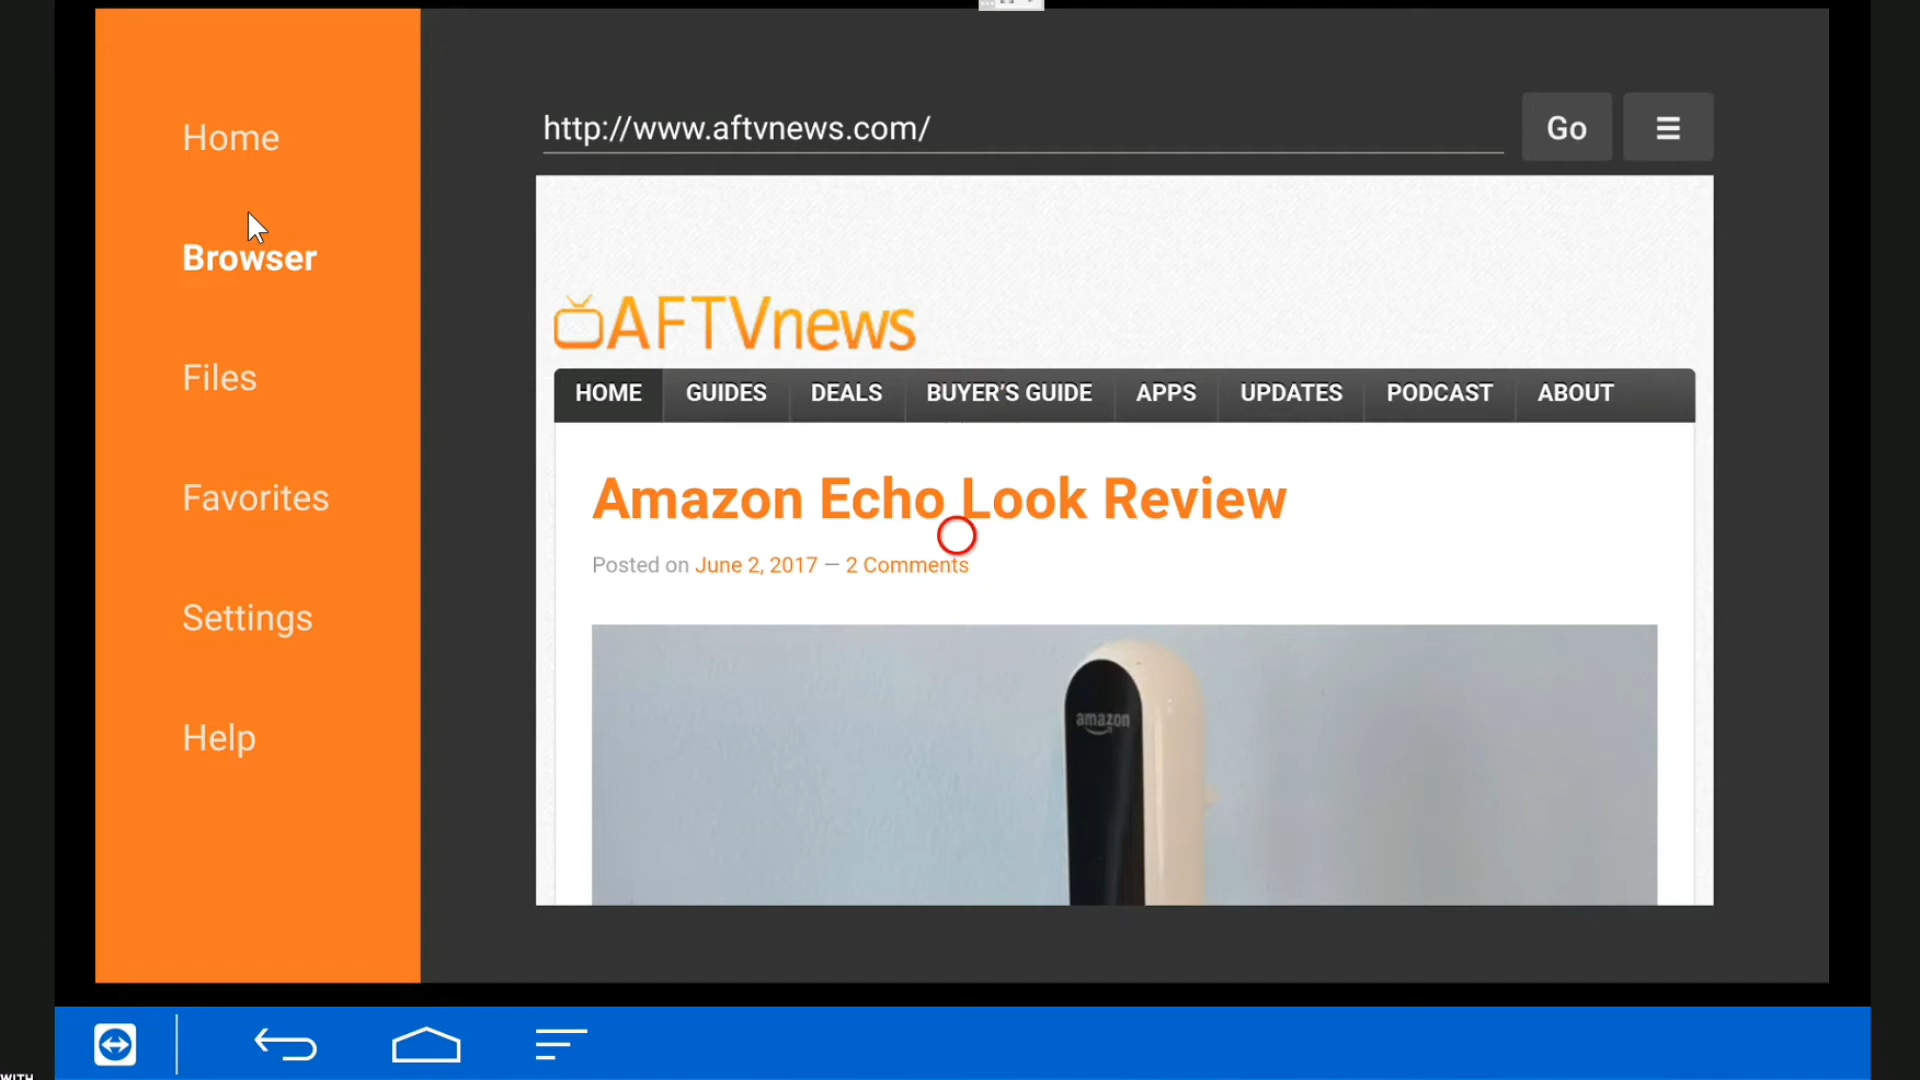 Home
Browser
Files
Favorites
Settings
Help
http://www.aftvnews.com/
Go
AFTVnews
HOME GUIDES DEALS BUYER'S GUIDE APPS UPDATES PODCAST ABOUT
Amazon Echo Look Review
Posted on June 2, 2017 — 2 Comments
amazon
WITH